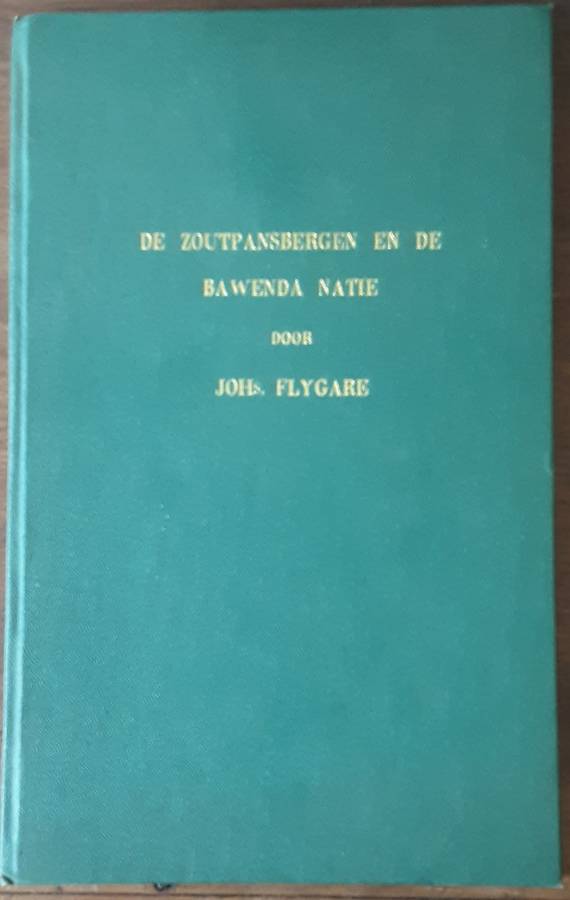 DE ZOUTPANSBERGEN EN DE
BAWENDA NATIE
DOOR
JOHs. FLYGARE